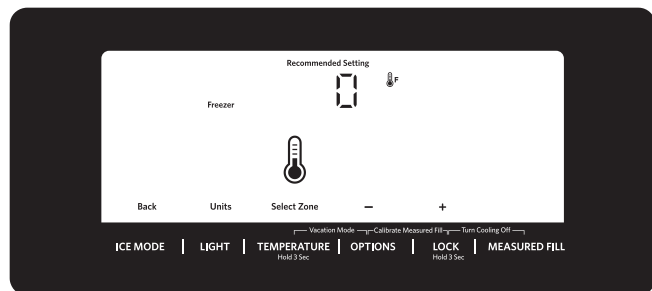 Recommended Setting
0 F
Freezer
Back Units Select Zone – +
Vacation Mode Calibrate Measured Fill Turn Cooling Off
ICE MODE | LIGHT | TEMPERATURE | OPTIONS | LOCK | MEASURED FILL
Hold 3 Sec Hold 3 Sec